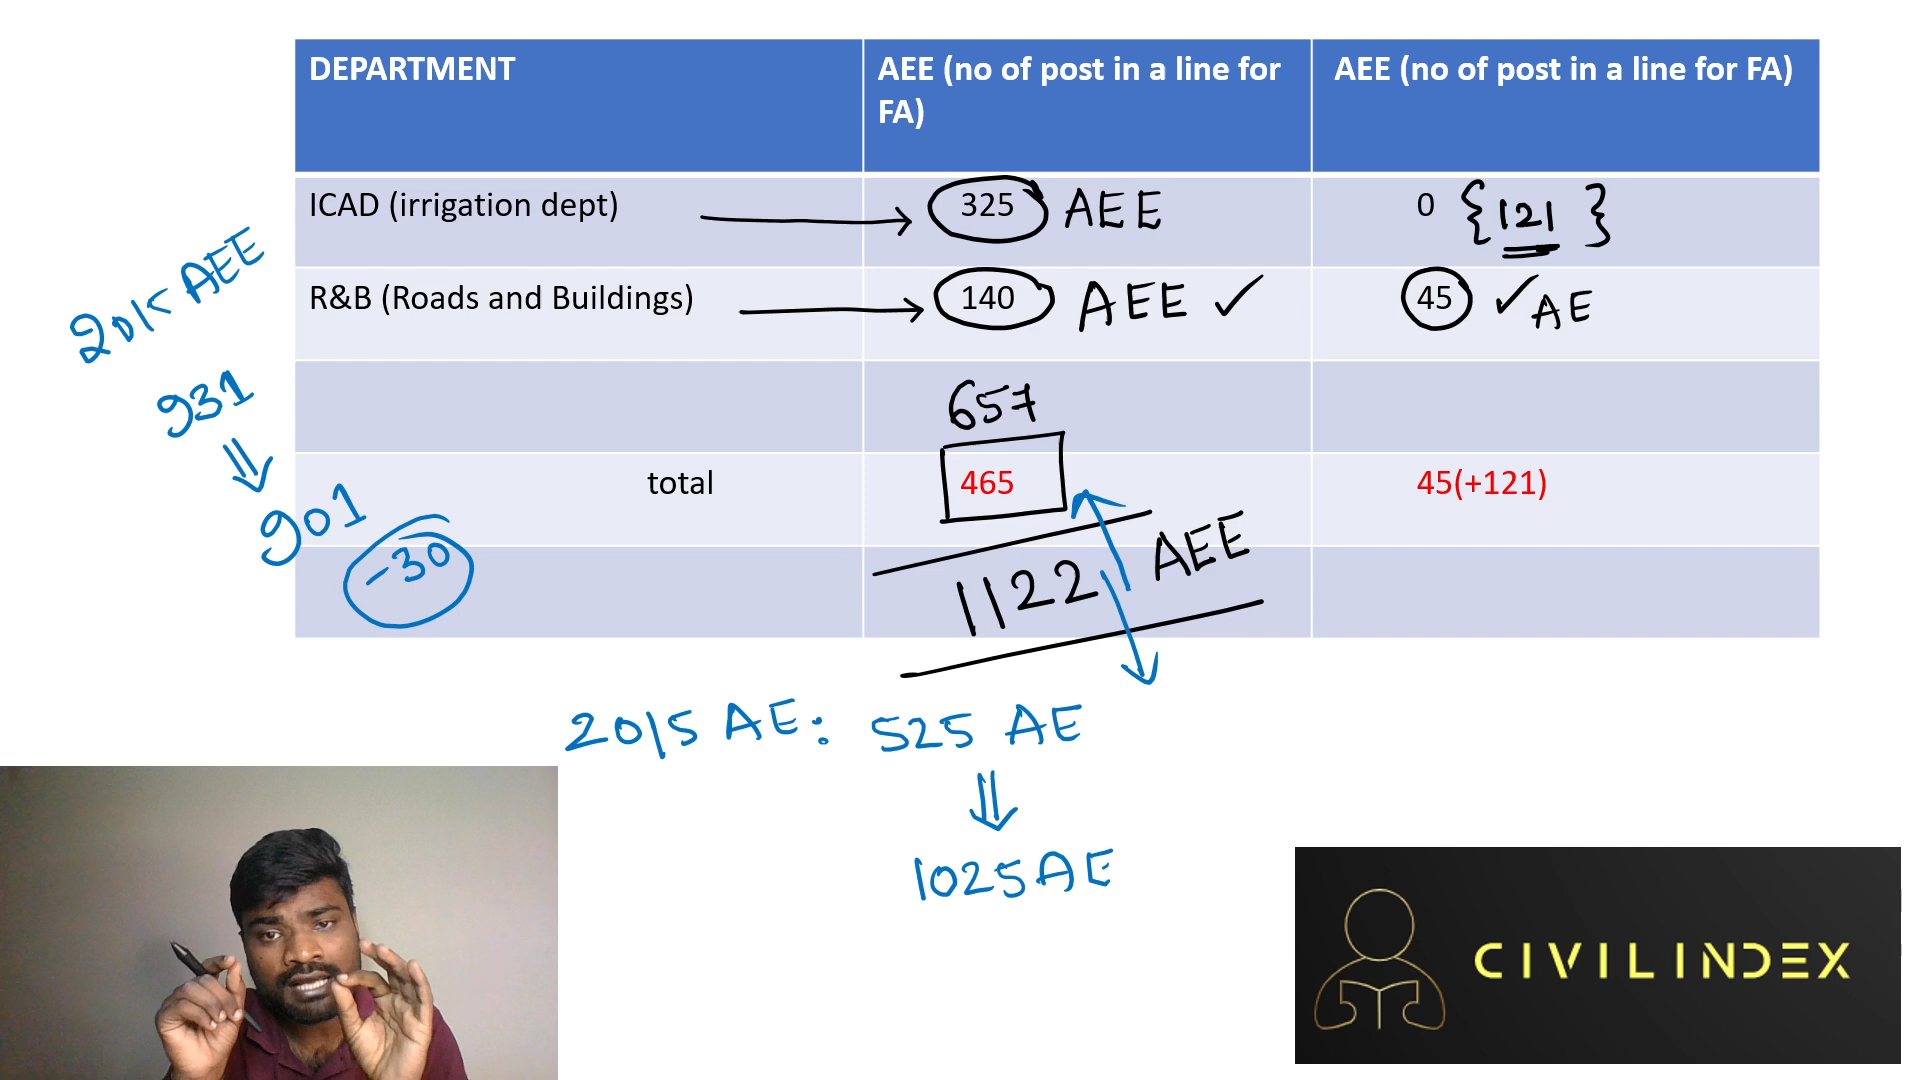 DEPARTMENT
AEE (no of post in a line for FA)
AEE (no of post in a line for FA)
ICAD (irrigation dept)
325 AEE
0 {121}
R&B (Roads and Buildings)
140 AEE ✓
45 ✓ AE
657
total
465
45(+121)
1122 AEE
2015 AEE
931
901
-30
2015 AE: 525 AE
1025 AE
CIVILINDEX